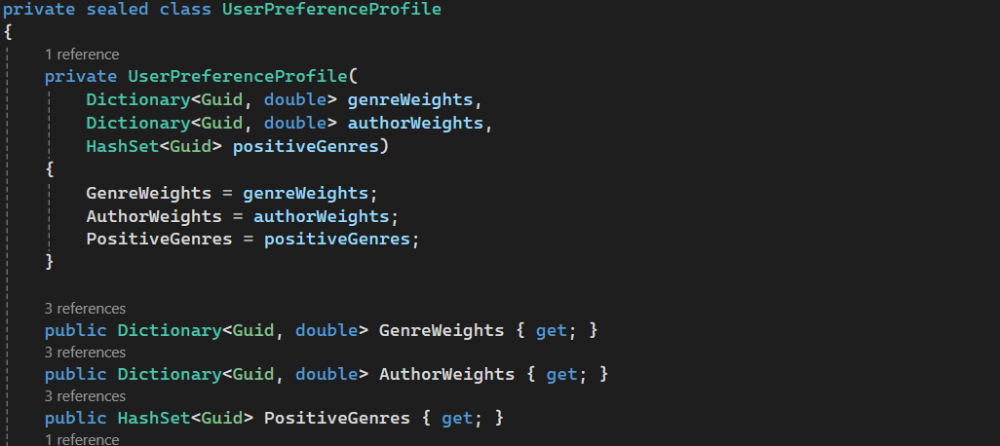 private sealed class UserPreferenceProfile
{
1 reference
private UserPreferenceProfile(
Dictionary<Guid, double> genreWeights,
Dictionary<Guid, double> authorWeights,
HashSet<Guid> positiveGenres)
{
GenreWeights = genreWeights;
AuthorWeights = authorWeights;
PositiveGenres = positiveGenres;
}
3 references
public Dictionary<Guid, double> GenreWeights { get; }
3 references
public Dictionary<Guid, double> AuthorWeights { get; }
3 references
public HashSet<Guid> PositiveGenres { get; }
1 reference